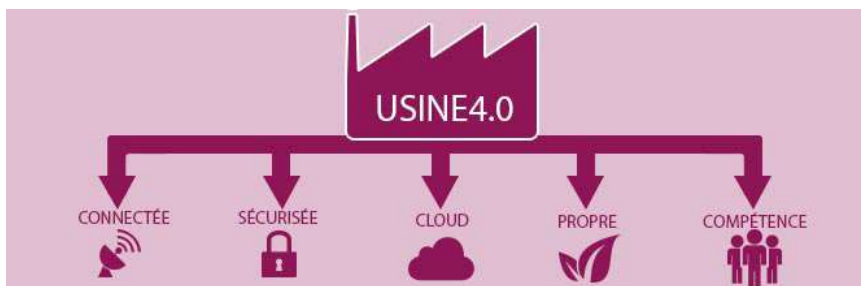 USINE4.0
CONNECTÉE
SÉCURISÉE
CLOUD
PROPRE
COMPÉTENCE